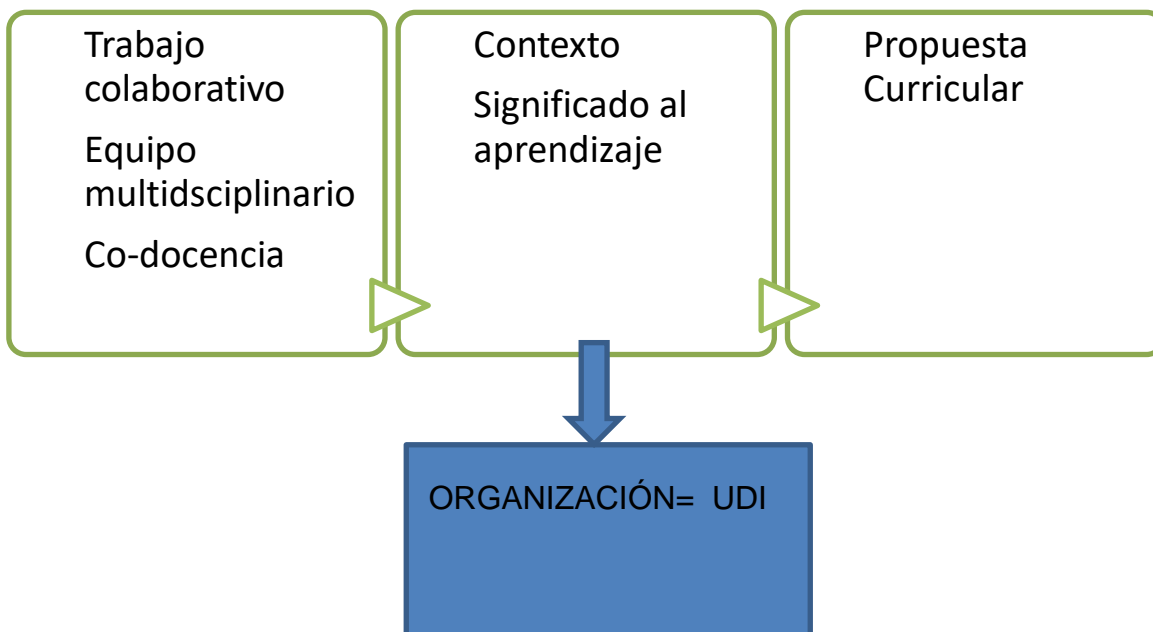 Trabajo
colaborativo
Equipo
multidsciplinario
Co-docencia
Contexto
Significado al
aprendizaje
Propuesta
Curricular
ORGANIZACIÓN= UDI